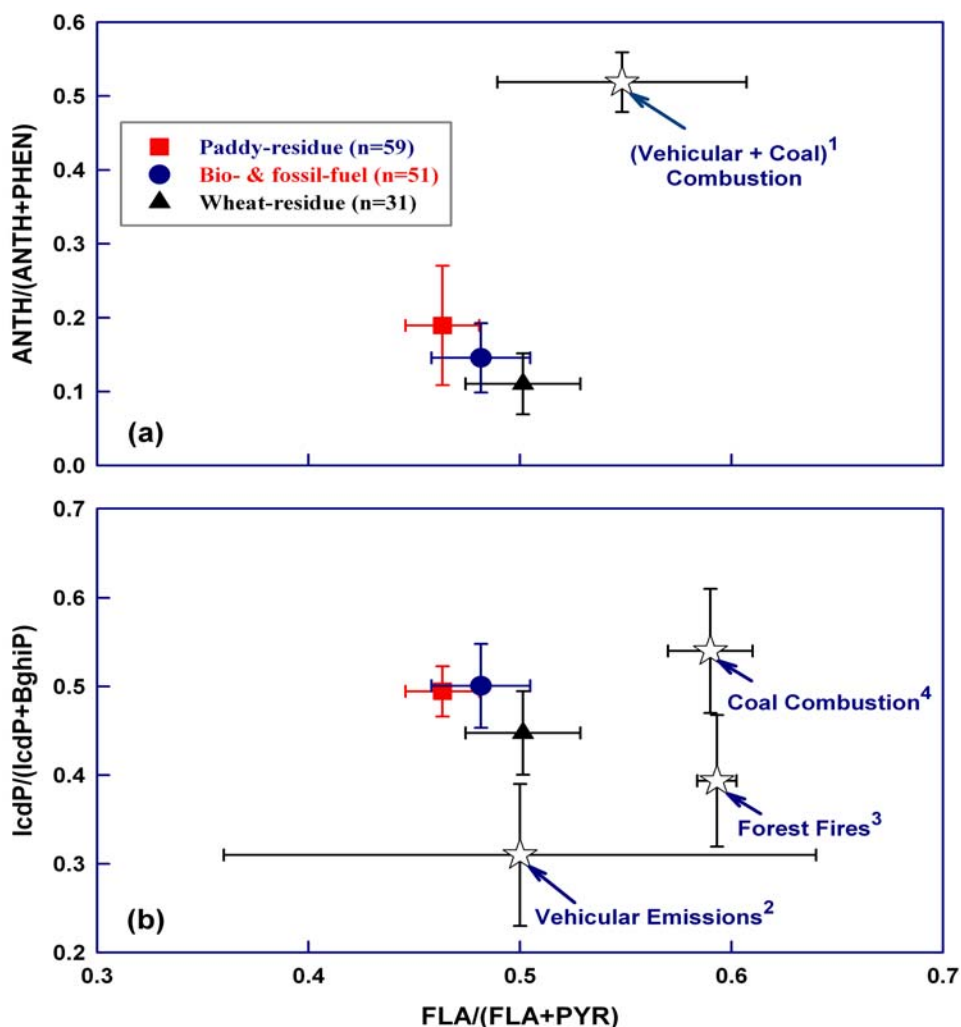 0.6
0.5
0.4
0.3
0.2
0.1
0.0
ANTH/(ANTH+PHEN)
Paddy-residue (n=59)
Bio- & fossil-fuel (n=51)
Wheat-residue (n=31)
(Vehicular + Coal)¹
Combustion
(a)
0.7
0.6
0.5
0.4
0.3
0.2
IcdP/(IcdP+BghiP)
Coal Combustion⁴
Forest Fires³
Vehicular Emissions²
(b)
0.3 0.4 0.5 0.6 0.7
FLA/(FLA+PYR)